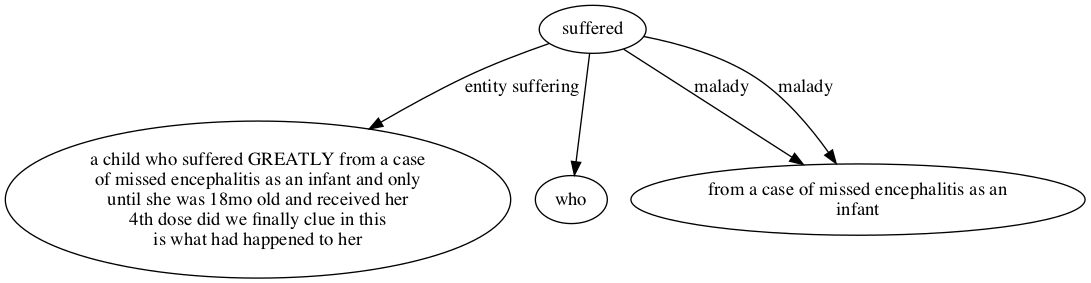 suffered
entity suffering
malady
malady
a child who suffered GREATLY from a case
of missed encephalitis as an infant and only
until she was 18mo old and received her
4th dose did we finally clue in this
is what had happened to her
who
from a case of missed encephalitis as an
infant